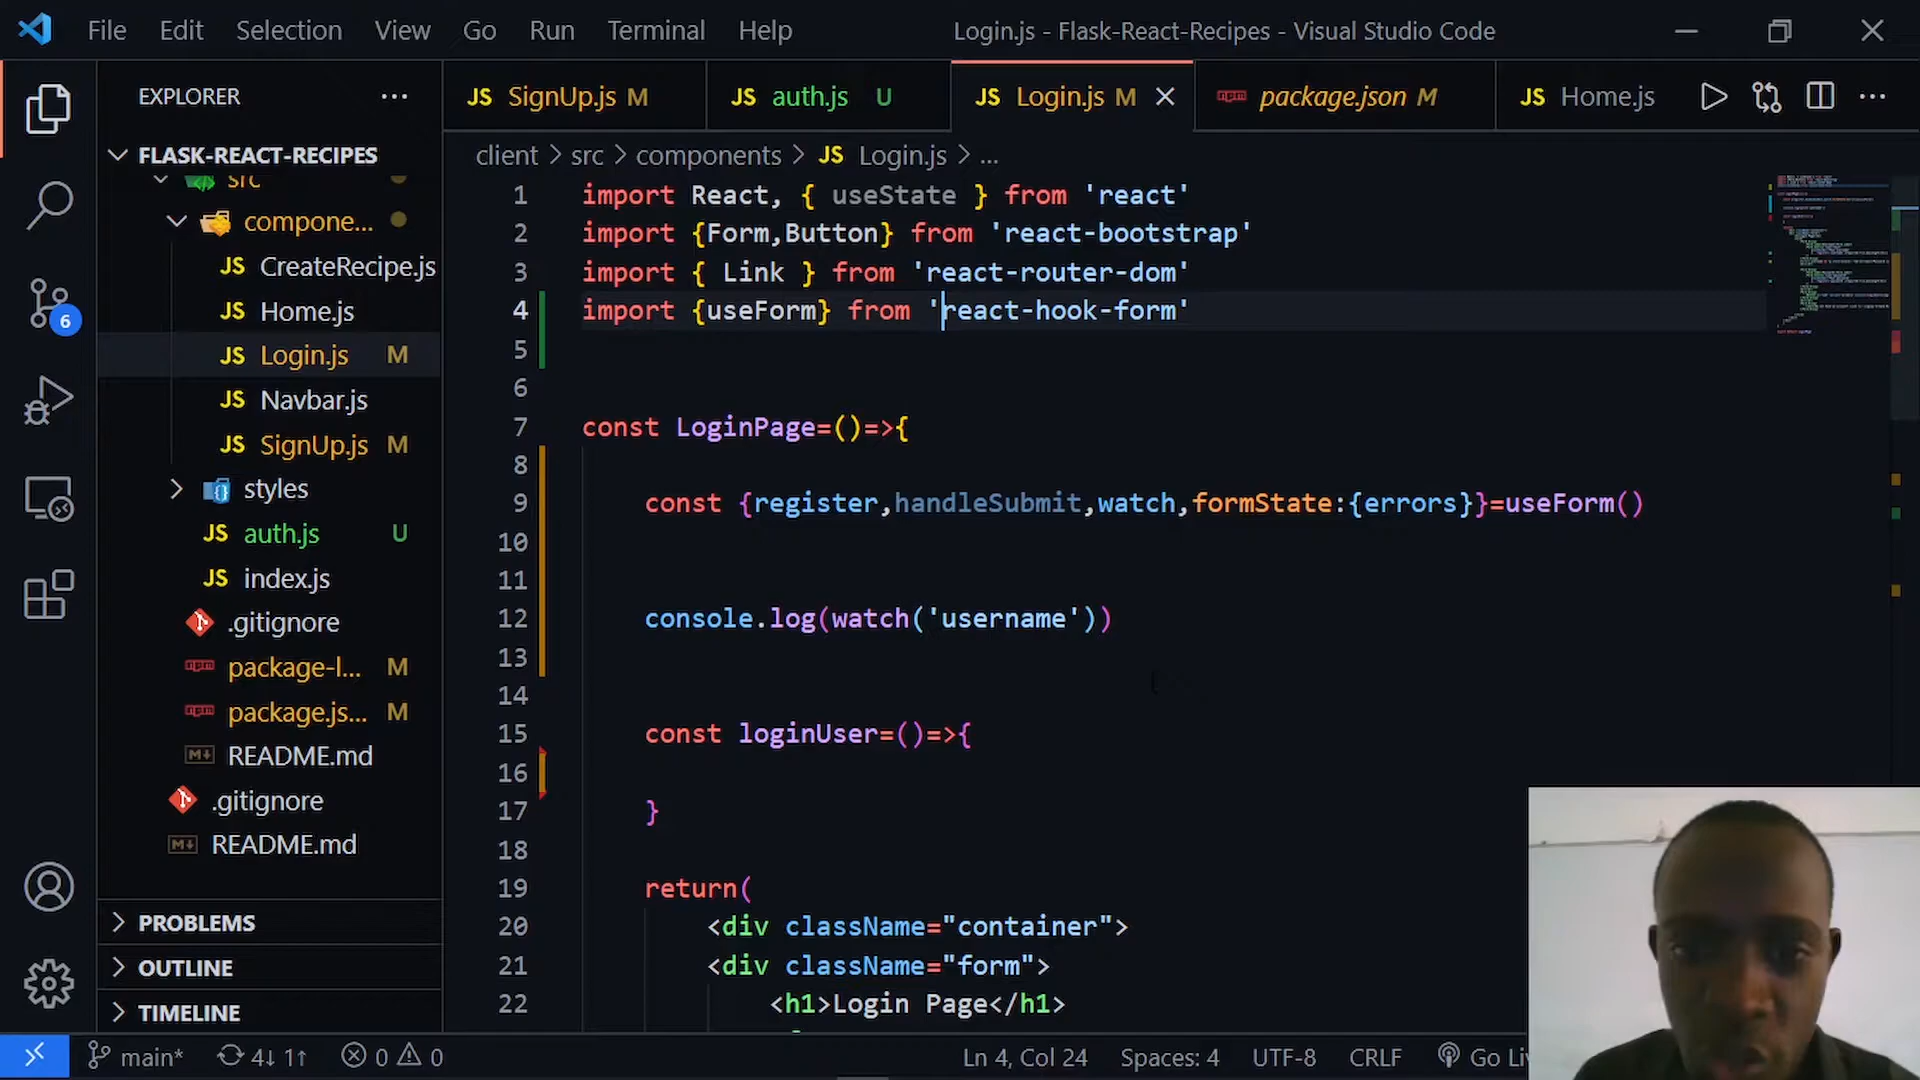 File Edit Selection View Go Run Terminal Help Login.js - Flask-React-Recipes - Visual Studio Code
EXPLORER
JS SignUp.js M JS auth.js U JS Login.js M npm package.json M JS Home.js
FLASK-REACT-RECIPES
client > src > components > JS Login.js > ...
src
compone...
JS CreateRecipe.js
JS Home.js
JS Login.js M
JS Navbar.js
JS SignUp.js M
styles
JS auth.js U
JS index.js
.gitignore
npm package-l... M
npm package.js... M
M↓ README.md
.gitignore
M↓ README.md
PROBLEMS
OUTLINE
TIMELINE
6
1 import React, { useState } from 'react'
2 import {Form,Button} from 'react-bootstrap'
3 import { Link } from 'react-router-dom'
4 import {useForm} from 'react-hook-form'
5
6
7 const LoginPage=()=>{
8
9 const {register,handleSubmit,watch,formState:{errors}}=useForm()
10
11
12 console.log(watch('username'))
13
14
15 const loginUser=()=>{
16
17 }
18
19 return(
20 <div className="container">
21 <div className="form">
22 <h1>Login Page</h1>
main* 4↓ 1↑ 0 0 Ln 4, Col 24 Spaces: 4 UTF-8 CRLF Go